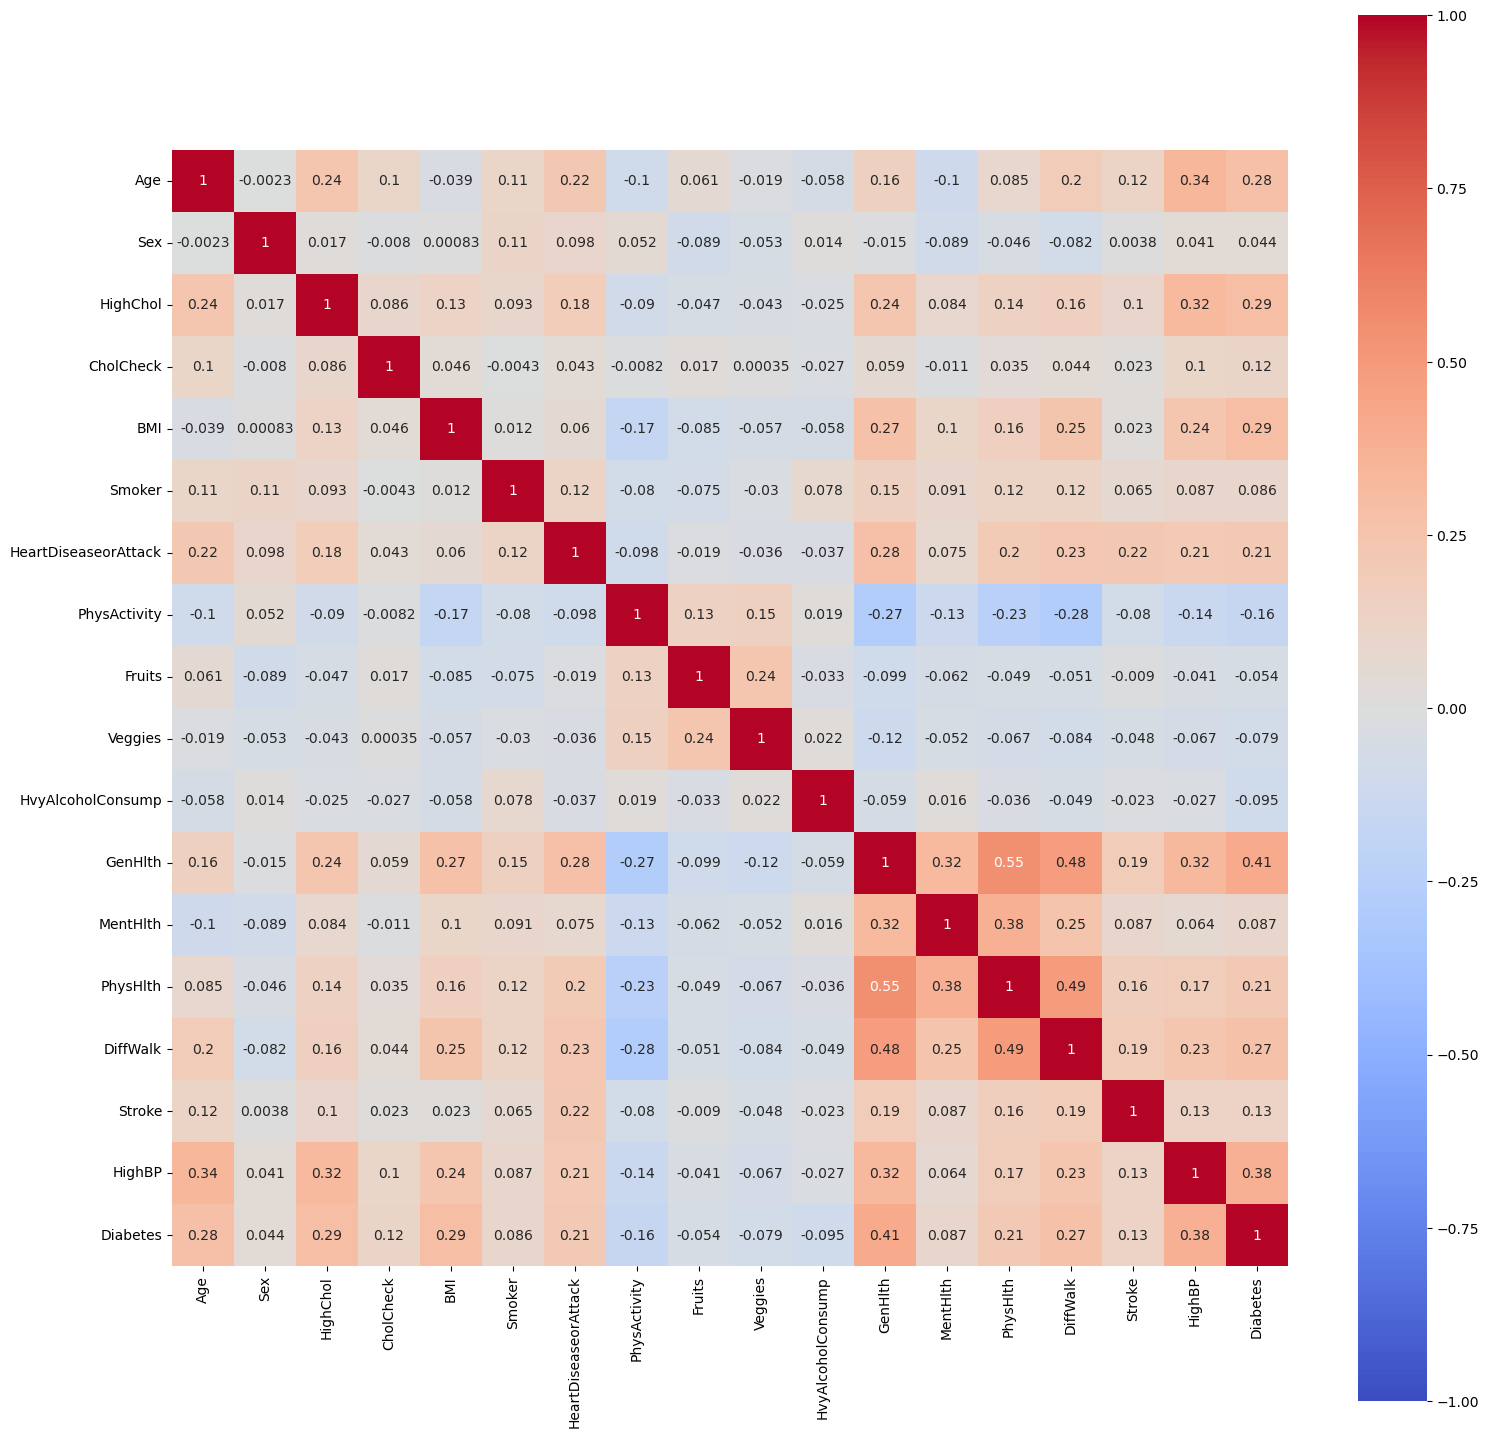 1.00
Age 1 -0.0023 0.24 0.1 -0.039 0.11 0.22 -0.1 0.061 -0.019 -0.058 0.16 -0.1 0.085 0.2 0.12 0.34 0.28
0.75
Sex -0.0023 1 0.017 -0.008 0.00083 0.11 0.098 0.052 -0.089 -0.053 0.014 -0.015 -0.089 -0.046 -0.082 0.0038 0.041 0.044
HighChol 0.24 0.017 1 0.086 0.13 0.093 0.18 -0.09 -0.047 -0.043 -0.025 0.24 0.084 0.14 0.16 0.1 0.32 0.29
0.50
CholCheck 0.1 -0.008 0.086 1 0.046 -0.0043 0.043 -0.0082 0.017 0.00035 -0.027 0.059 -0.011 0.035 0.044 0.023 0.1 0.12
BMI -0.039 0.00083 0.13 0.046 1 0.012 0.06 -0.17 -0.085 -0.057 -0.058 0.27 0.1 0.16 0.25 0.023 0.24 0.29
Smoker 0.11 0.11 0.093 -0.0043 0.012 1 0.12 -0.08 -0.075 -0.03 0.078 0.15 0.091 0.12 0.12 0.065 0.087 0.086
0.25
HeartDiseaseorAttack 0.22 0.098 0.18 0.043 0.06 0.12 1 -0.098 -0.019 -0.036 -0.037 0.28 0.075 0.2 0.23 0.22 0.21 0.21
PhysActivity -0.1 0.052 -0.09 -0.0082 -0.17 -0.08 -0.098 1 0.13 0.15 0.019 -0.27 -0.13 -0.23 -0.28 -0.08 -0.14 -0.16
Fruits 0.061 -0.089 -0.047 0.017 -0.085 -0.075 -0.019 0.13 1 0.24 -0.033 -0.099 -0.062 -0.049 -0.051 -0.009 -0.041 -0.054
0.00
Veggies -0.019 -0.053 -0.043 0.00035 -0.057 -0.03 -0.036 0.15 0.24 1 0.022 -0.12 -0.052 -0.067 -0.084 -0.048 -0.067 -0.079
HvyAlcoholConsump -0.058 0.014 -0.025 -0.027 -0.058 0.078 -0.037 0.019 -0.033 0.022 1 -0.059 0.016 -0.036 -0.049 -0.023 -0.027 -0.095
GenHlth 0.16 -0.015 0.24 0.059 0.27 0.15 0.28 -0.27 -0.099 -0.12 -0.059 1 0.32 0.55 0.48 0.19 0.32 0.41
−0.25
MentHlth -0.1 -0.089 0.084 -0.011 0.1 0.091 0.075 -0.13 -0.062 -0.052 0.016 0.32 1 0.38 0.25 0.087 0.064 0.087
PhysHlth 0.085 -0.046 0.14 0.035 0.16 0.12 0.2 -0.23 -0.049 -0.067 -0.036 0.55 0.38 1 0.49 0.16 0.17 0.21
DiffWalk 0.2 -0.082 0.16 0.044 0.25 0.12 0.23 -0.28 -0.051 -0.084 -0.049 0.48 0.25 0.49 1 0.19 0.23 0.27
−0.50
Stroke 0.12 0.0038 0.1 0.023 0.023 0.065 0.22 -0.08 -0.009 -0.048 -0.023 0.19 0.087 0.16 0.19 1 0.13 0.13
HighBP 0.34 0.041 0.32 0.1 0.24 0.087 0.21 -0.14 -0.041 -0.067 -0.027 0.32 0.064 0.17 0.23 0.13 1 0.38
−0.75
Diabetes 0.28 0.044 0.29 0.12 0.29 0.086 0.21 -0.16 -0.054 -0.079 -0.095 0.41 0.087 0.21 0.27 0.13 0.38 1
Age
Sex
HighChol
CholCheck
BMI
Smoker
HeartDiseaseorAttack
PhysActivity
Fruits
Veggies
HvyAlcoholConsump
GenHlth
MentHlth
PhysHlth
DiffWalk
Stroke
HighBP
Diabetes
−1.00